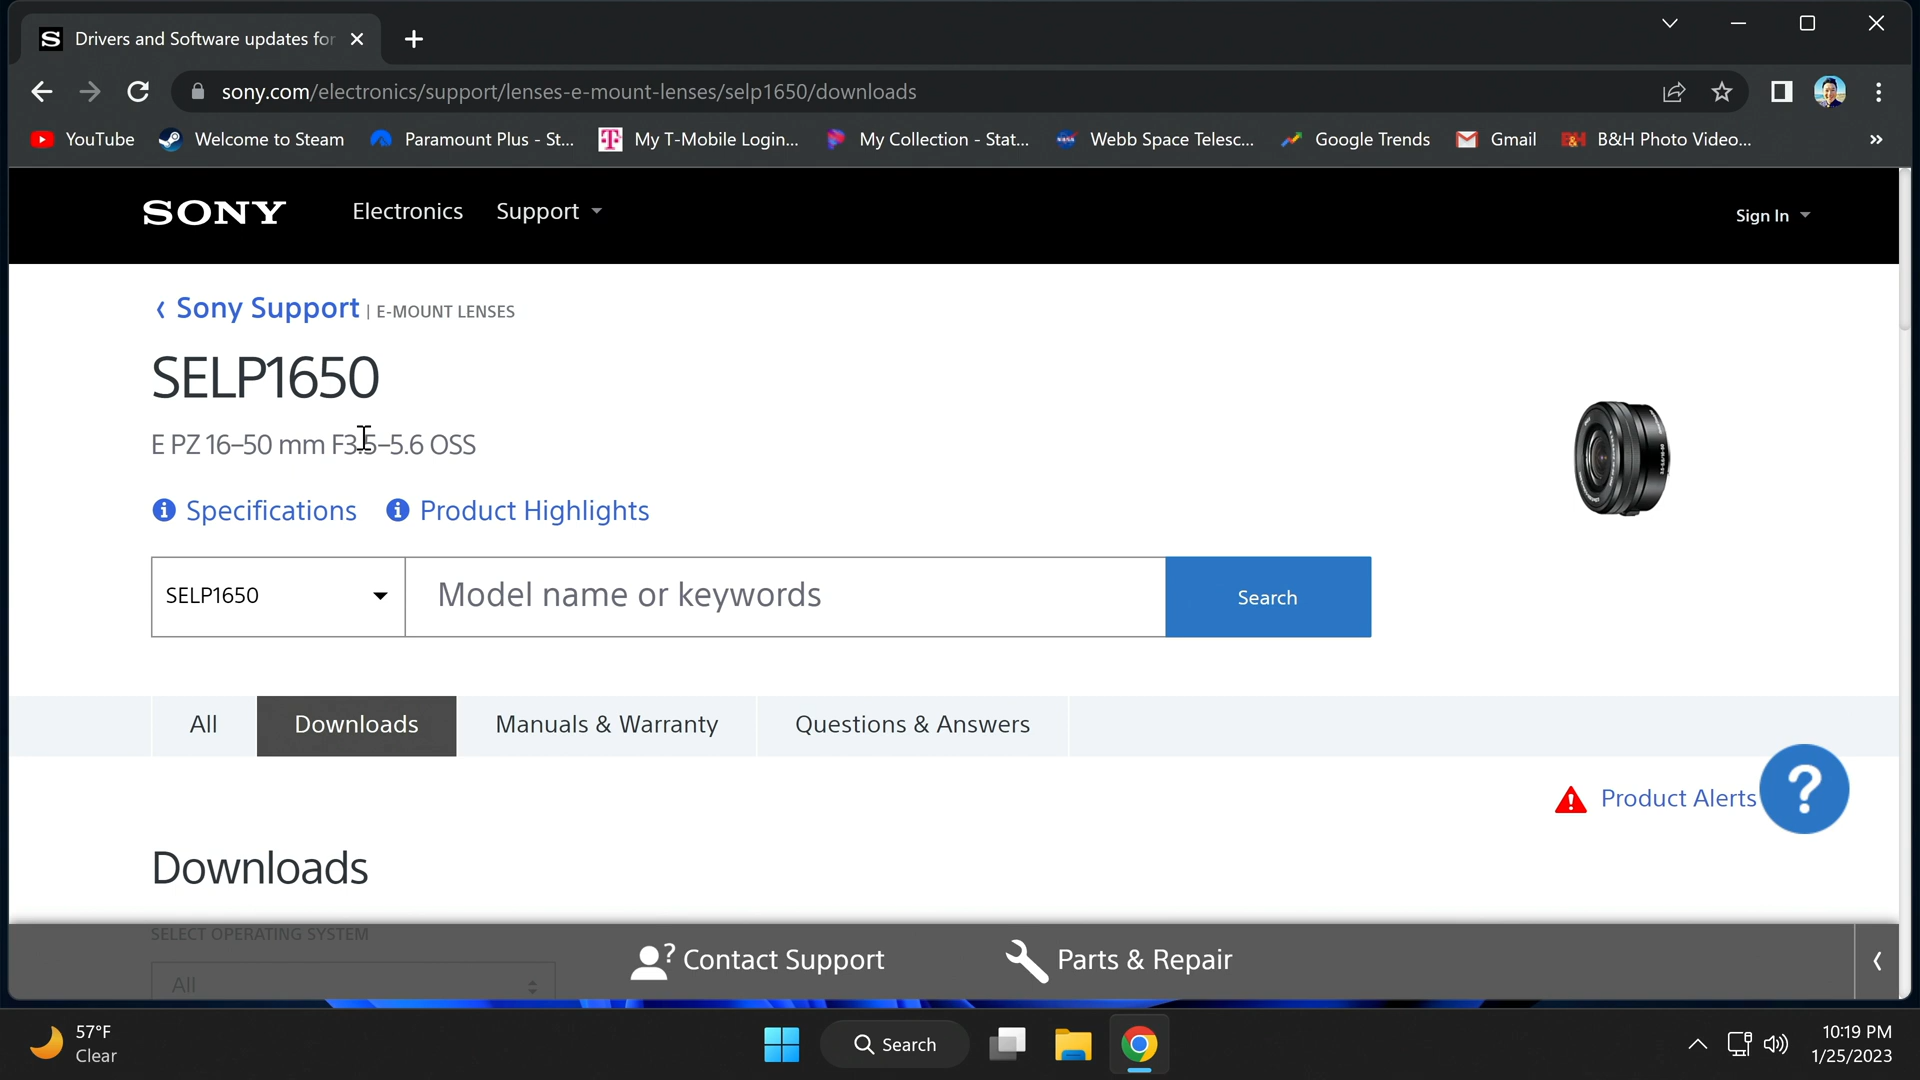 Drivers and Software updates for
sony.com/electronics/support/lenses-e-mount-lenses/selp1650/downloads
YouTube Welcome to Steam Paramount Plus - St... My T-Mobile Login... My Collection - Stat... Webb Space Telesc... Google Trends Gmail B&H Photo Video...
SONY Electronics Support Sign In
Sony Support | E-MOUNT LENSES
SELP1650
E PZ 16–50 mm F3.5–5.6 OSS
Specifications Product Highlights
SELP1650 Model name or keywords Search
All Downloads Manuals & Warranty Questions & Answers
Product Alerts
Downloads
SELECT OPERATING SYSTEM
Contact Support Parts & Repair
All
57°F
Clear
Search
10:19 PM
1/25/2023